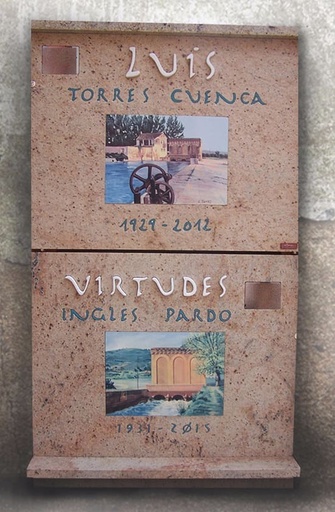 LUIS
TORRES CUENCA
1929-2012
VIRTUDES
INGLES PARDO
1931-2015